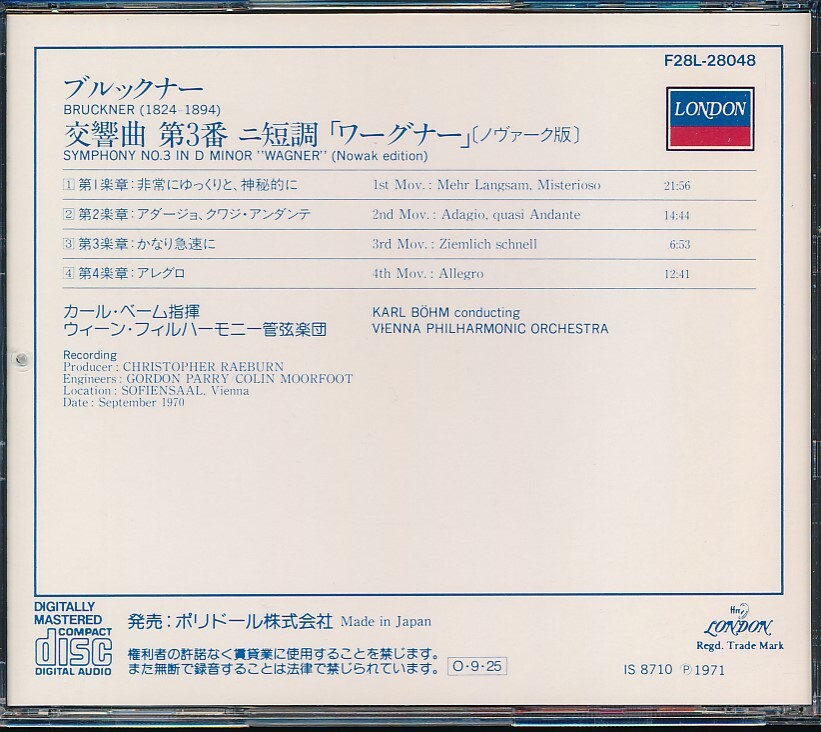 F28L-28048
ブルックナー
BRUCKNER (1824-1894)
LONDON
交響曲 第3番 ニ短調「ワーグナー」〔ノヴァーク版〕
SYMPHONY NO.3 IN D MINOR "WAGNER" (Nowak edition)
1 第1楽章:非常にゆっくりと、神秘的に 1st Mov.: Mehr Langsam, Misterioso 21:56
2 第2楽章:アダージョ、クワジ・アンダンテ 2nd Mov.: Adagio, quasi Andante 14:44
3 第3楽章:かなり急速に 3rd Mov.: Ziemlich schnell 6:53
4 第4楽章:アレグロ 4th Mov.: Allegro 12:41
カール・ベーム指揮 KARL BÖHM conducting
ウィーン・フィルハーモニー管弦楽団 VIENNA PHILHARMONIC ORCHESTRA
Recording
Producer: CHRISTOPHER RAEBURN
Engineers: GORDON PARRY COLIN MOORFOOT
Location: SOFIENSAAL, Vienna
Date: September 1970
DIGITALLY
MASTERED
COMPACT
disc
DIGITAL AUDIO
発売:ポリドール株式会社 Made in Japan
権利者の許諾なく賃貸業に使用することを禁じます。
また無断で録音することは法律で禁じられています。 O・9・25
LONDON
Regd. Trade Mark
IS 8710 ℗ 1971